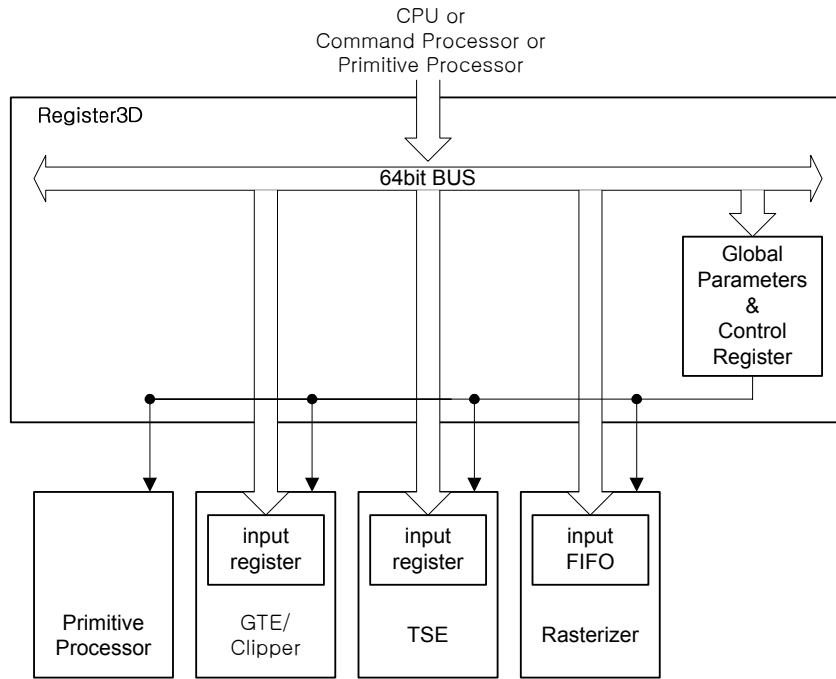 CPU or
Command Processor or
Primitive Processor
Register3D
64bit BUS
Global
Parameters
&
Control
Register
input
register
input
register
input
FIFO
Primitive
Processor
GTE/
Clipper
TSE
Rasterizer